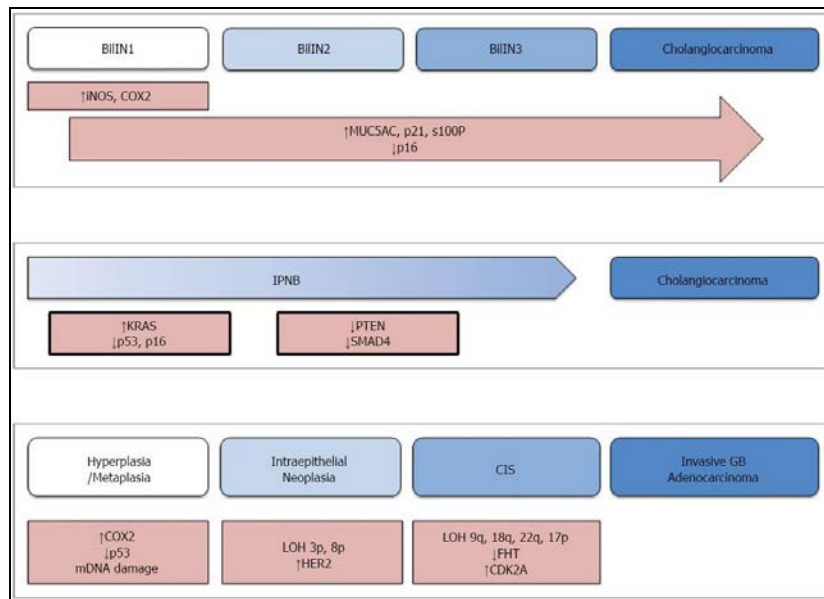 BilIN1
BilIN2
BilIN3
Cholangiocarcinoma
↑iNOS, COX2
↑MUC5AC, p21, s100P
↓p16
IPNB
Cholangiocarcinoma
↑KRAS
↓p53, p16
↓PTEN
↓SMAD4
Hyperplasia
/Metaplasia
Intraepithelial
Neoplasia
CIS
Invasive GB
Adenocarcinoma
↑COX2
↓p53
mDNA damage
LOH 3p, 8p
↑HER2
LOH 9q, 18q, 22q, 17p
↓FHT
↑CDK2A